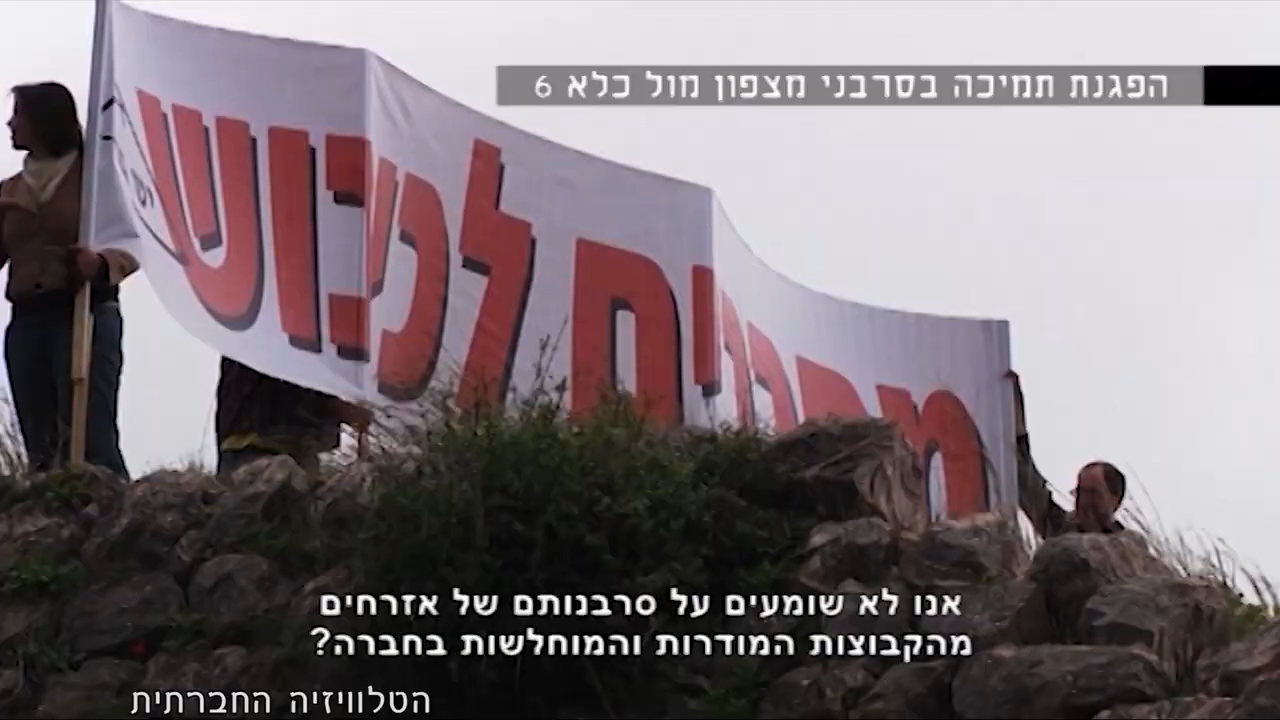 הפגנת תמיכה בסרבני מצפון מול כלא 6
מסרבים לכיבוש
אנו לא שומעים על סרבנותם של אזרחים
מהקבוצות המודרות והמוחלשות בחברה?
הטלוויזיה החברתית